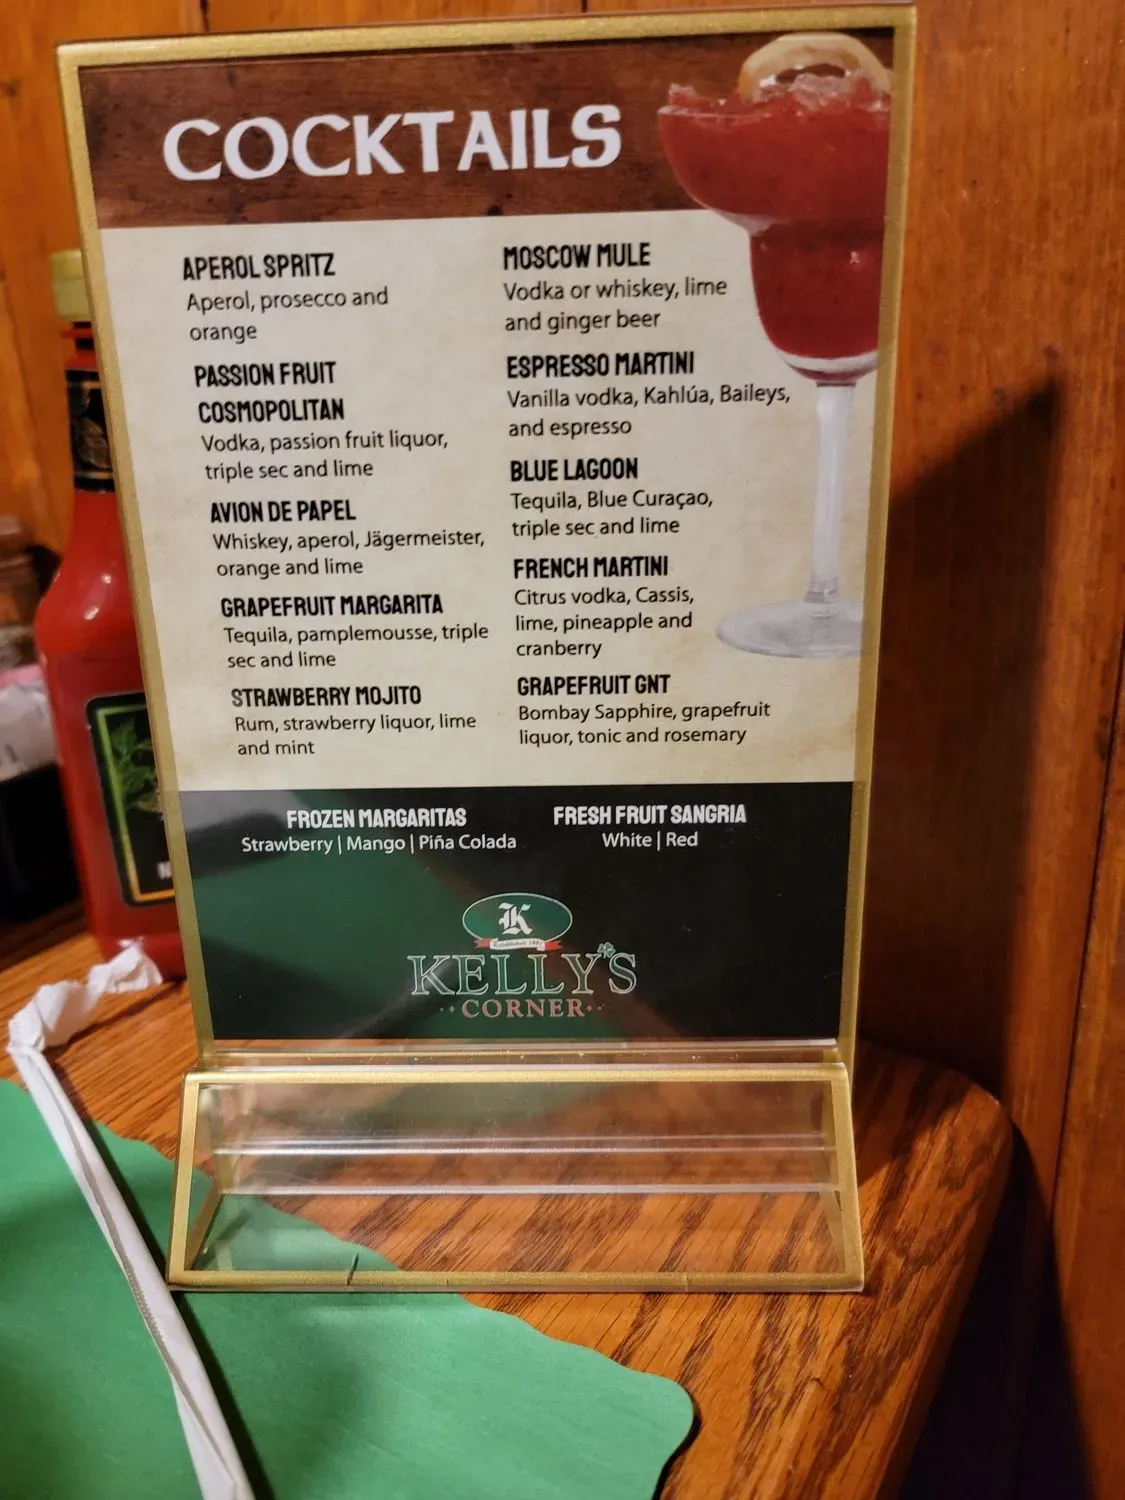 COCKTAILS
APEROL SPRITZ
Aperol, prosecco and
orange
PASSION FRUIT
COSMOPOLITAN
Vodka, passion fruit liquor,
triple sec and lime
AVION DE PAPEL
Whiskey, aperol, Jägermeister,
orange and lime
GRAPEFRUIT MARGARITA
Tequila, pamplemousse, triple
sec and lime
STRAWBERRY MOJITO
Rum, strawberry liquor, lime
and mint
MOSCOW MULE
Vodka or whiskey, lime
and ginger beer
ESPRESSO MARTINI
Vanilla vodka, Kahlúa, Baileys,
and espresso
BLUE LAGOON
Tequila, Blue Curaçao,
triple sec and lime
FRENCH MARTINI
Citrus vodka, Cassis,
lime, pineapple and
cranberry
GRAPEFRUIT GNT
Bombay Sapphire, grapefruit
liquor, tonic and rosemary
FROZEN MARGARITAS
Strawberry | Mango | Piña Colada
FRESH FRUIT SANGRIA
White | Red
K
Established
KELLY'S
CORNER